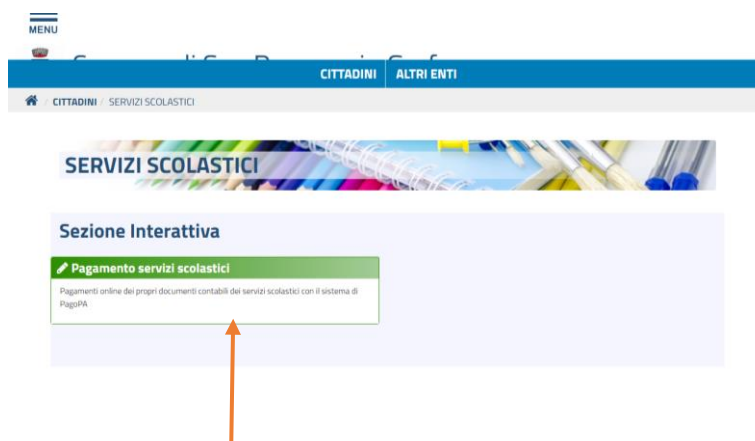 MENU
CITTADINI ALTRI ENTI
/ CITTADINI / SERVIZI SCOLASTICI
SERVIZI SCOLASTICI
Sezione Interattiva
Pagamento servizi scolastici
Pagamenti online dei propri documenti contabili dei servizi scolastici con il sistema di
PagoPA